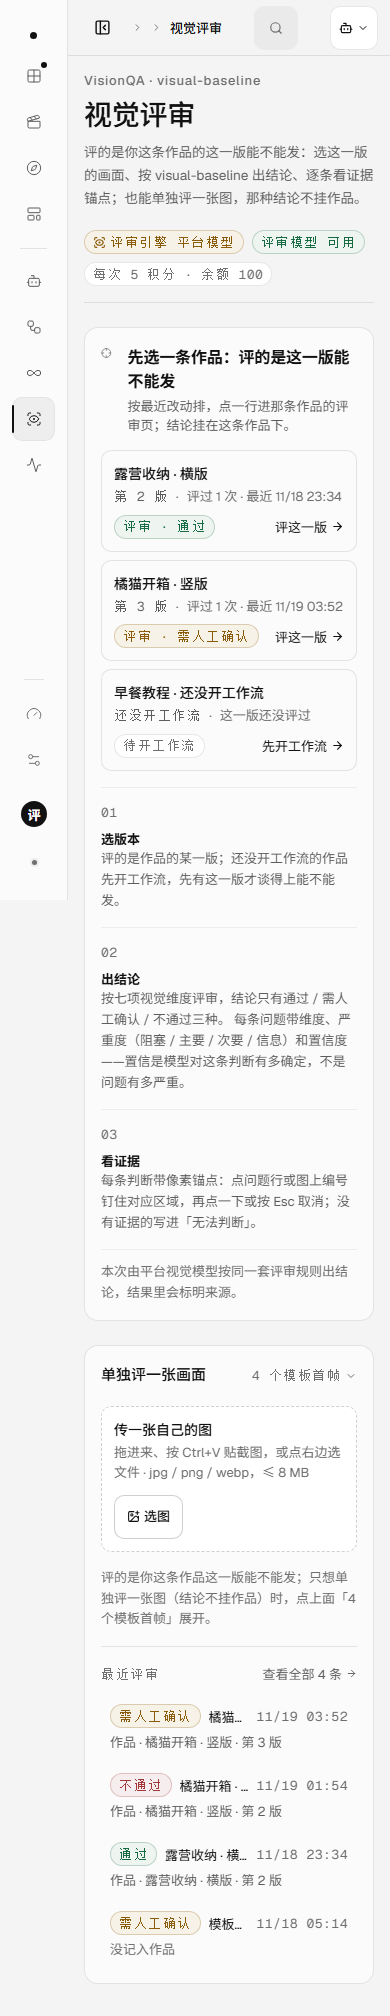 视觉评审
VisionQA · visual-baseline
视觉评审
评的是你这条作品的这一版能不能发：选这一版
的画面、按 visual-baseline 出结论、逐条看证据
锚点；也能单独评一张图，那种结论不挂作品。
评审引擎 平台模型
评审模型 可用
每次 5 积分 · 余额 100
先选一条作品：评的是这一版能
不能发
按最近改动排，点一行进那条作品的评
审页；结论挂在这条作品下。
露营收纳 · 横版
第 2 版 · 评过 1 次 · 最近 11/18 23:34
评审 · 通过
评这一版 →
橘猫开箱 · 竖版
第 3 版 · 评过 1 次 · 最近 11/19 03:52
评审 · 需人工确认
评这一版 →
早餐教程 · 还没开工作流
还没开工作流 · 这一版还没评过
待开工作流
先开工作流 →
01
选版本
评的是作品的某一版；还没开工作流的作品
先开工作流，先有这一版才谈得上能不能
发。
02
出结论
按七项视觉维度评审，结论只有通过 / 需人
工确认 / 不通过三种。 每条问题带维度、严
重度（阻塞 / 主要 / 次要 / 信息）和置信度
——置信是模型对这条判断有多确定，不是
问题有多严重。
03
看证据
每条判断带像素锚点：点问题行或图上编号
钉住对应区域，再点一下或按 Esc 取消；没
有证据的写进「无法判断」。
本次由平台视觉模型按同一套评审规则出结
论，结果里会标明来源。
评
单独评一张画面
4 个模板首帧
传一张自己的图
拖进来、按 Ctrl+V 贴截图，或点右边选
文件 · jpg / png / webp，≤ 8 MB
选图
评的是你这条作品这一版能不能发；只想单
独评一张图（结论不挂作品）时，点上面「4
个模板首帧」展开。
最近评审
查看全部 4 条 →
需人工确认 橘猫… 11/19 03:52
作品 · 橘猫开箱 · 竖版 · 第 3 版
不通过 橘猫开箱 · … 11/19 01:54
作品 · 橘猫开箱 · 竖版 · 第 2 版
通过 露营收纳 · 横… 11/18 23:34
作品 · 露营收纳 · 横版 · 第 2 版
需人工确认 模板… 11/18 05:14
没记入作品